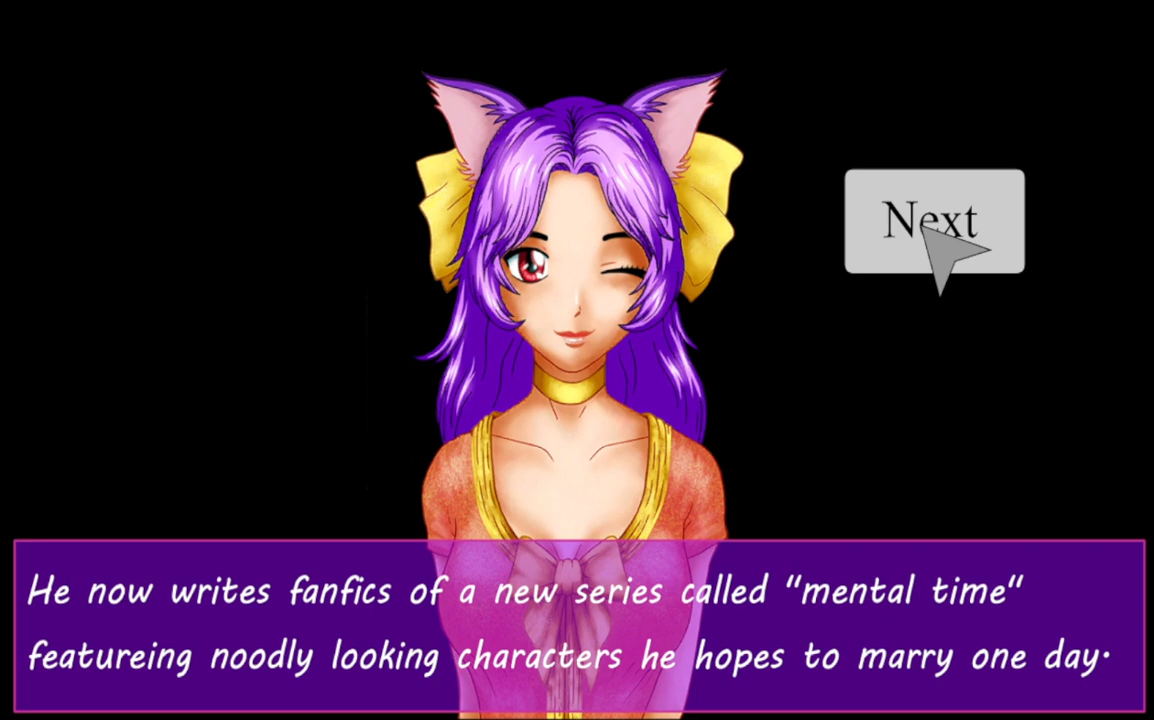 Next
He now writes fanfics of a new series called "mental time"
featureing noodly looking characters he hopes to marry one day.